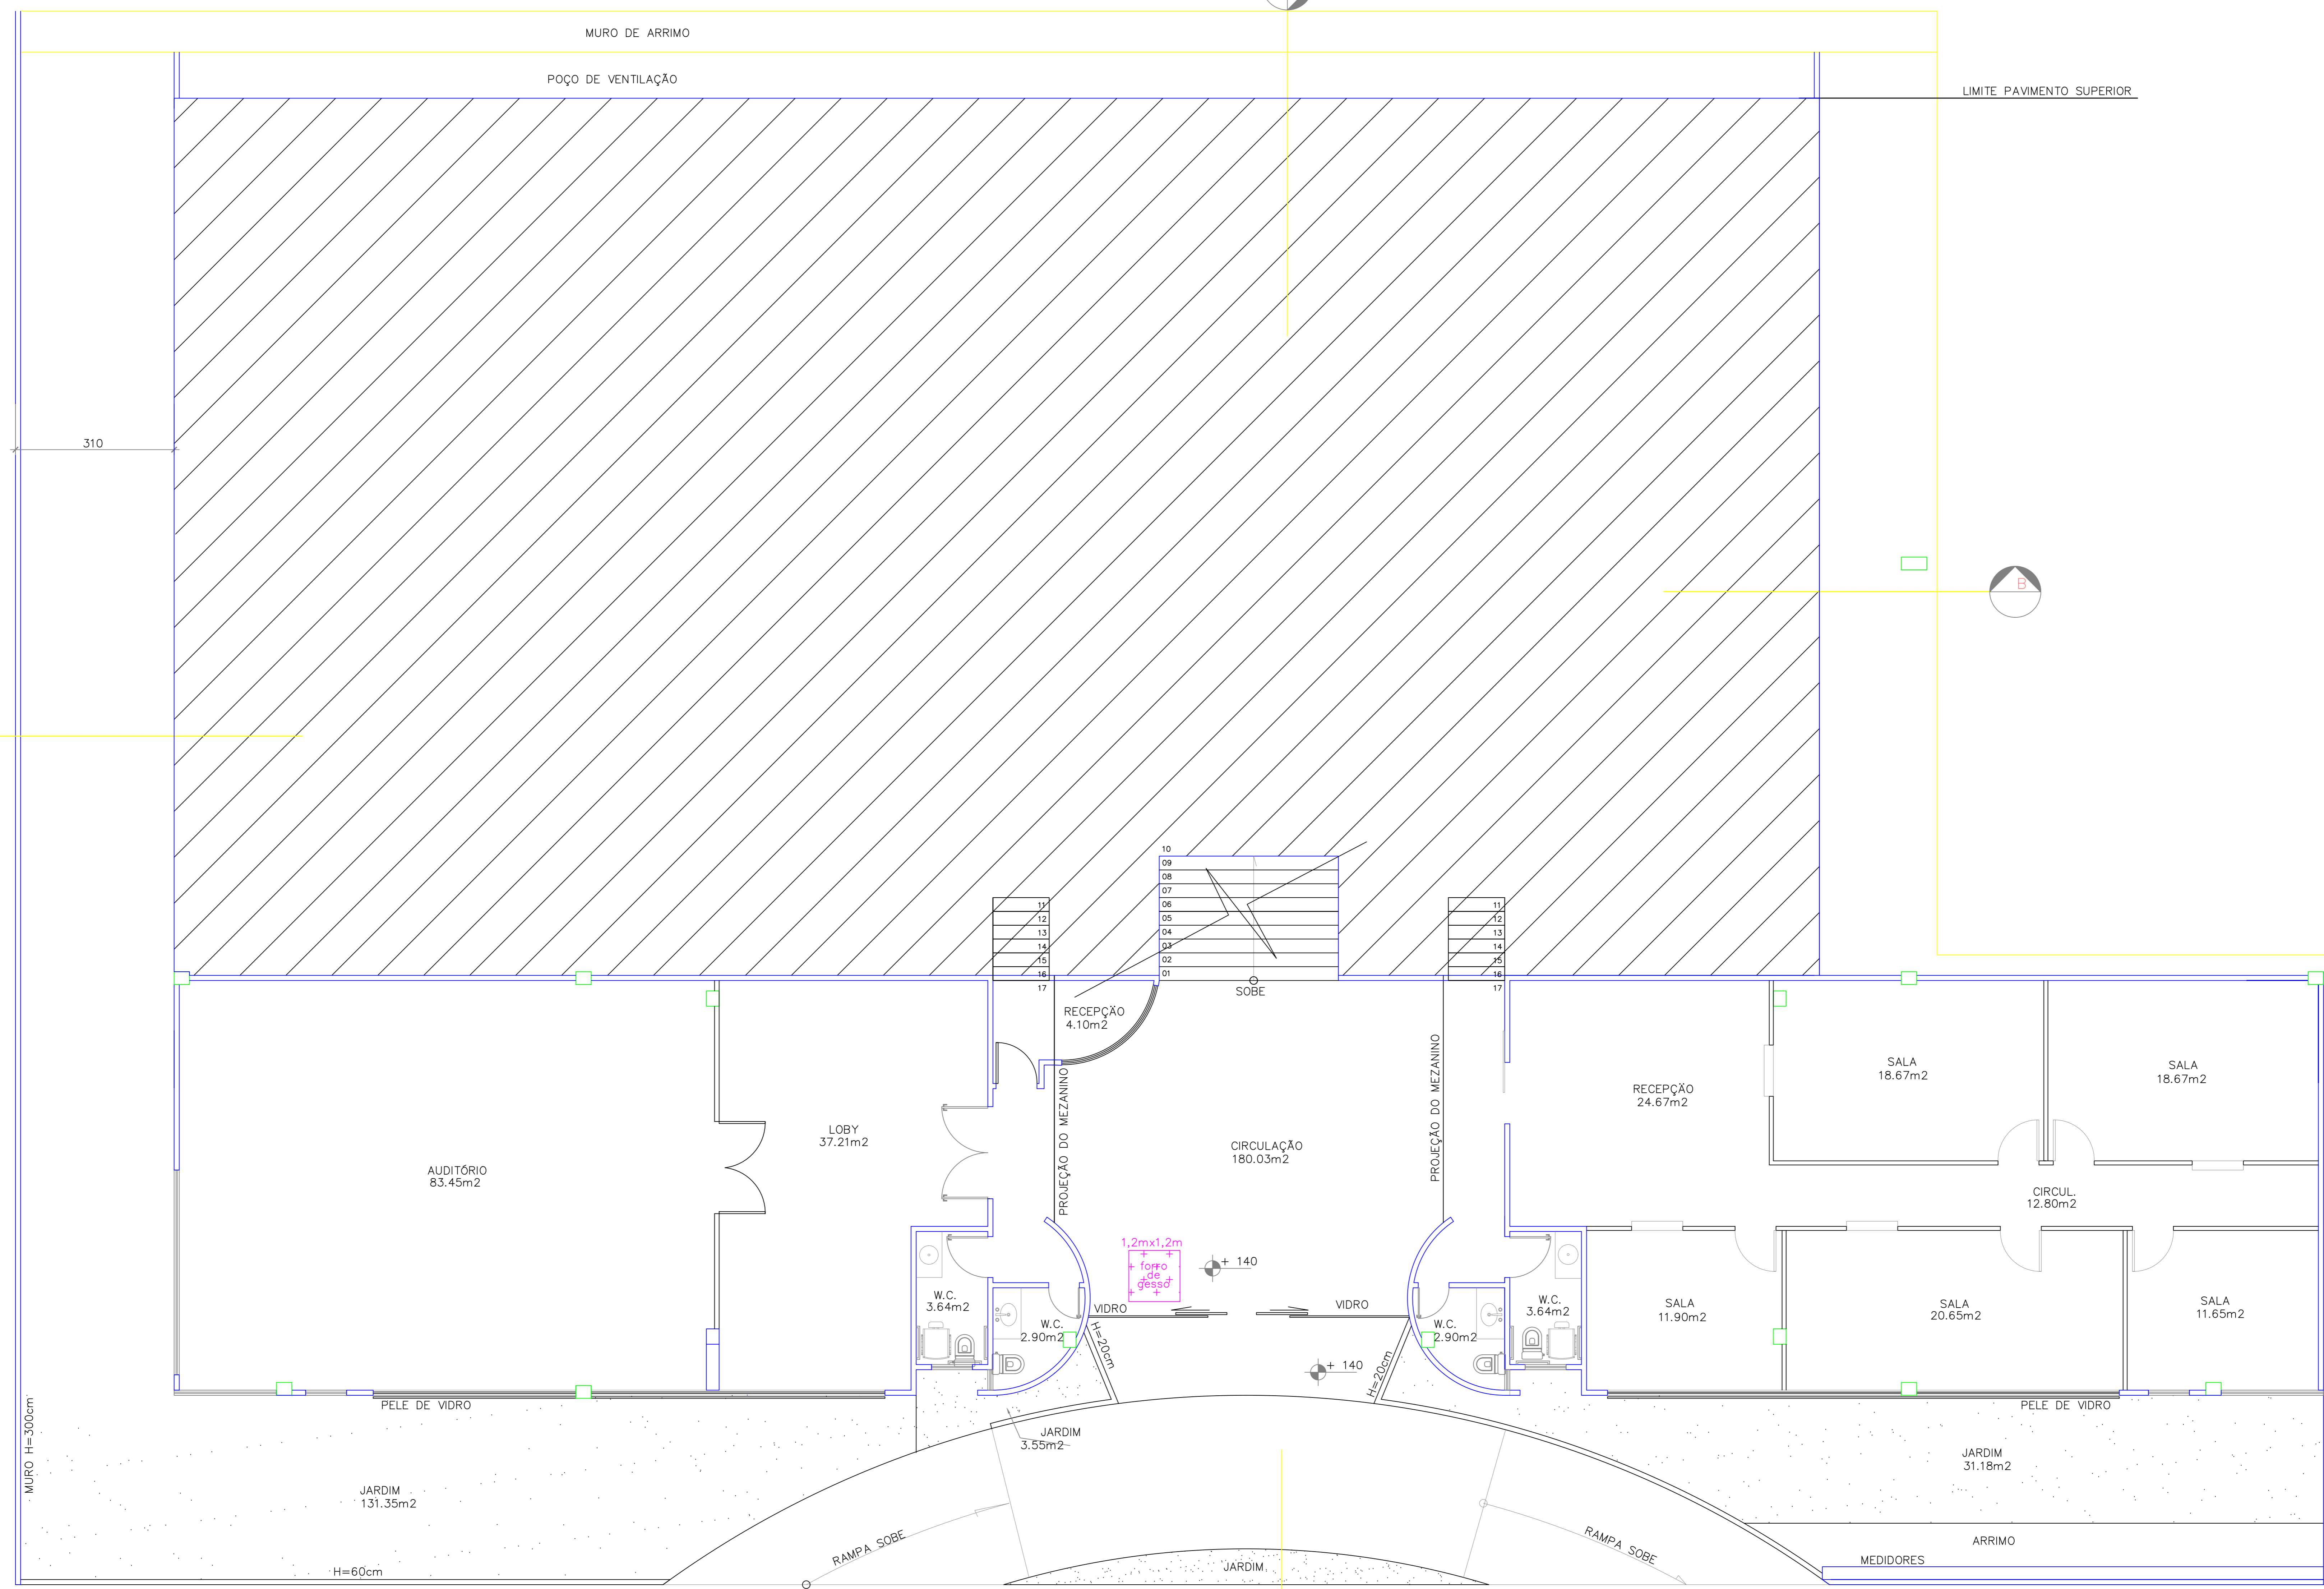 MURO DE ARRIMO
POÇO DE VENTILAÇÃO
LIMITE PAVIMENTO SUPERIOR
310
B
10
09
08
07
06
05
04
03
02
01
11
12
13
14
15
16
17
11
12
13
14
15
16
17
SOBE
RECEPÇÃO
4.10m2
PROJEÇÃO DO MEZANINO
PROJEÇÃO DO MEZANINO
AUDITÓRIO
83.45m2
LOBY
37.21m2
CIRCULAÇÃO
180.03m2
RECEPÇÃO
24.67m2
SALA
18.67m2
SALA
18.67m2
CIRCUL.
12.80m2
1,2mx1,2m
forro
de
gesso
+ 140
W.C.
3.64m2
W.C.
2.90m2
VIDRO
VIDRO
W.C.
2.90m2
W.C.
3.64m2
SALA
11.90m2
SALA
20.65m2
SALA
11.65m2
H=20cm
+ 140
H=20cm
PELE DE VIDRO
PELE DE VIDRO
MURO H=300cm
JARDIM
3.55m2
JARDIM
131.35m2
JARDIM
31.18m2
RAMPA SOBE
RAMPA SOBE
ARRIMO
MEDIDORES
JARDIM
H=60cm